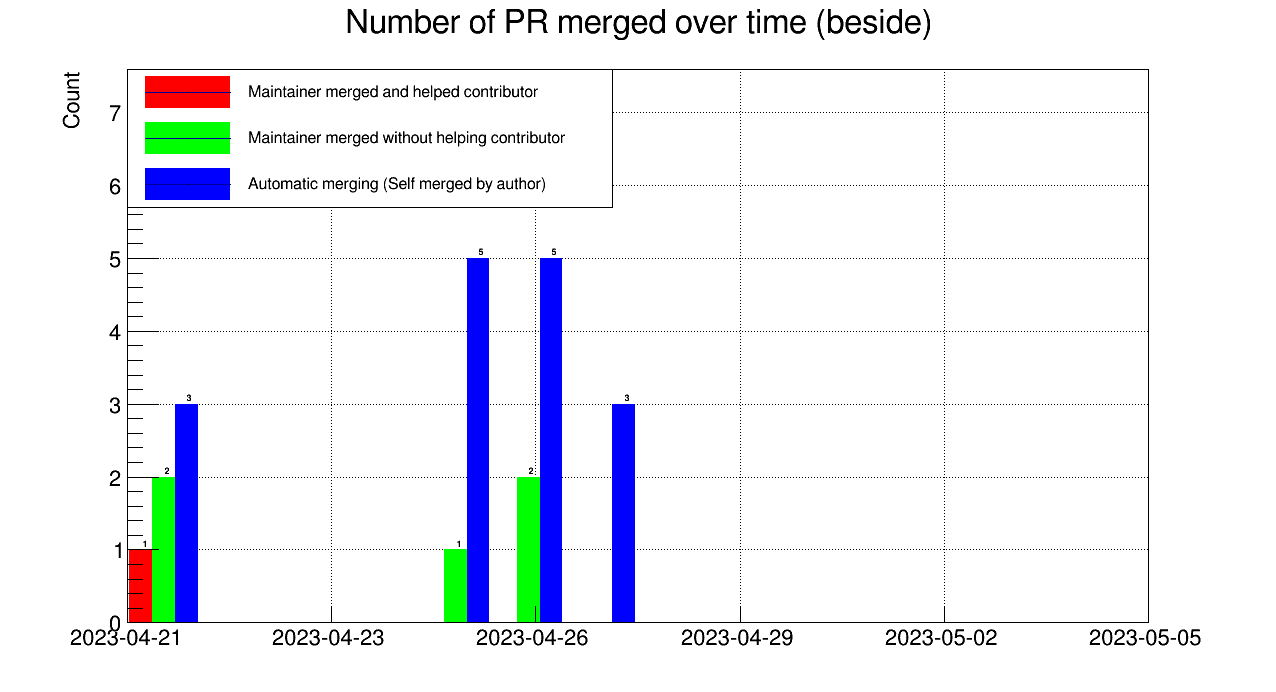 Number of PR merged over time (beside)
Count
Maintainer merged and helped contributor
Maintainer merged without helping contributor
Automatic merging (Self merged by author)
7
6
5
4
3
2
1
0
5 5
3 3
2 2
1 1
2023-04-21 2023-04-23 2023-04-26 2023-04-29 2023-05-02 2023-05-05